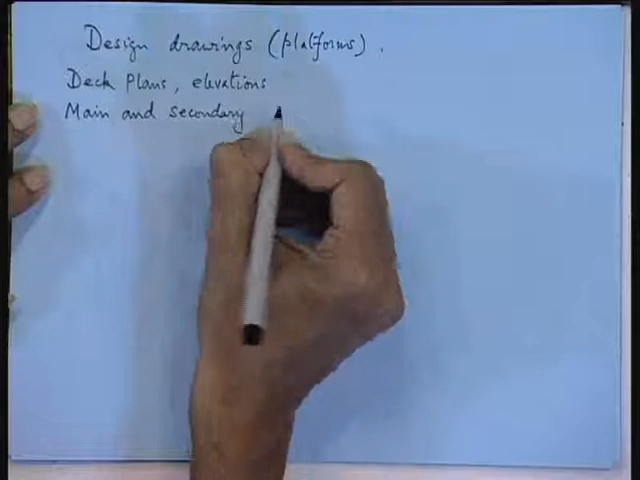 Design drawings (platforms).
Deck Plans, elevations
Main and secondary